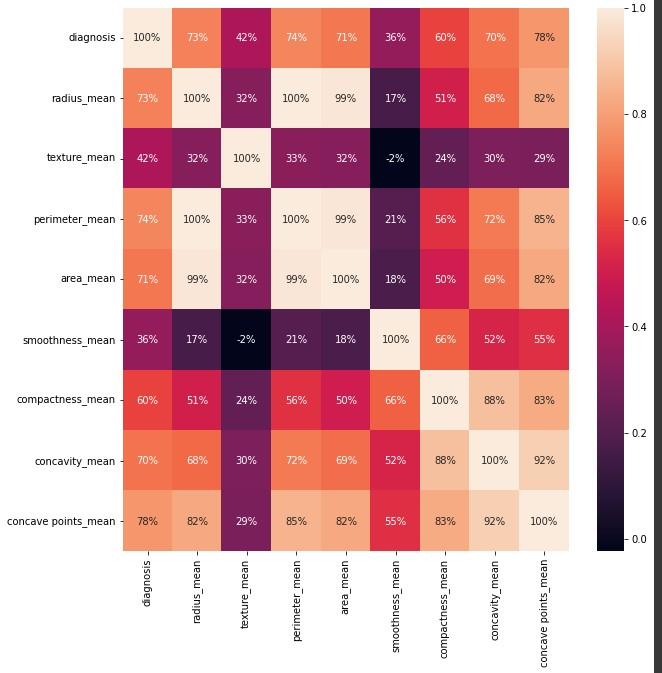 diagnosis 100% 73% 42% 74% 71% 36% 60% 70% 78%
radius_mean 73% 100% 32% 100% 99% 17% 51% 68% 82%
texture_mean 42% 32% 100% 33% 32% -2% 24% 30% 29%
perimeter_mean 74% 100% 33% 100% 99% 21% 56% 72% 85%
area_mean 71% 99% 32% 99% 100% 18% 50% 69% 82%
smoothness_mean 36% 17% -2% 21% 18% 100% 66% 52% 55%
compactness_mean 60% 51% 24% 56% 50% 66% 100% 88% 83%
concavity_mean 70% 68% 30% 72% 69% 52% 88% 100% 92%
concave points_mean 78% 82% 29% 85% 82% 55% 83% 92% 100%
diagnosis
radius_mean
texture_mean
perimeter_mean
area_mean
smoothness_mean
compactness_mean
concavity_mean
concave points_mean
1.0
0.8
0.6
0.4
0.2
0.0